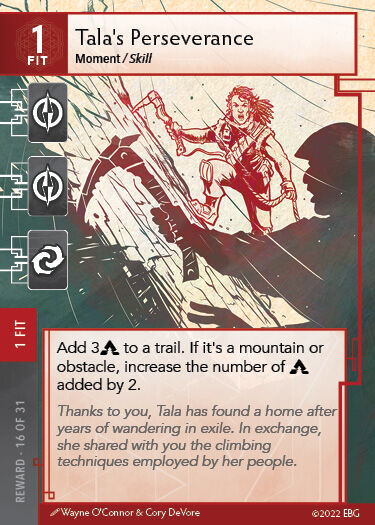 1
FIT
Tala's Perseverance
Moment / Skill
1 FIT
REWARD - 16 OF 31
Add 3 to a trail. If it's a mountain or
obstacle, increase the number of
added by 2.
Thanks to you, Tala has found a home after
years of wandering in exile. In exchange,
she shared with you the climbing
techniques employed by her people.
Wayne O'Connor & Cory DeVore
©2022 EBG